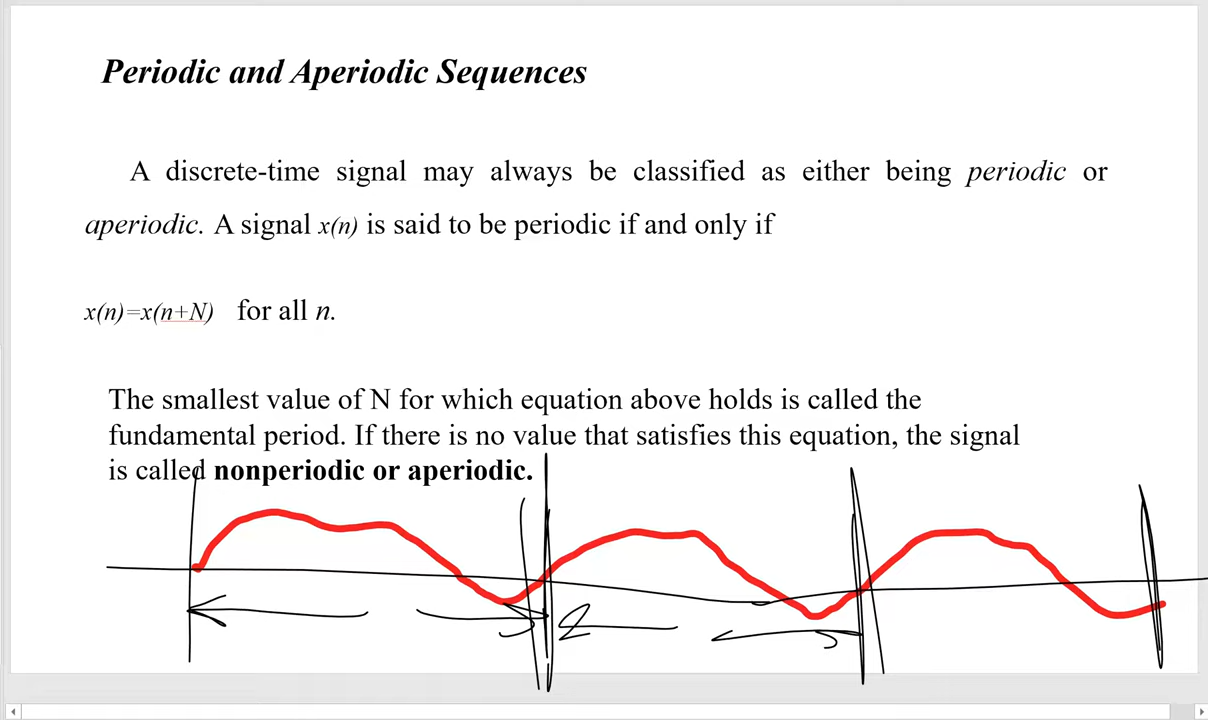 Periodic and Aperiodic Sequences
A discrete-time signal may always be classified as either being periodic or
aperiodic. A signal x(n) is said to be periodic if and only if
x(n)=x(n+N) for all n.
The smallest value of N for which equation above holds is called the
fundamental period. If there is no value that satisfies this equation, the signal
is called nonperiodic or aperiodic.